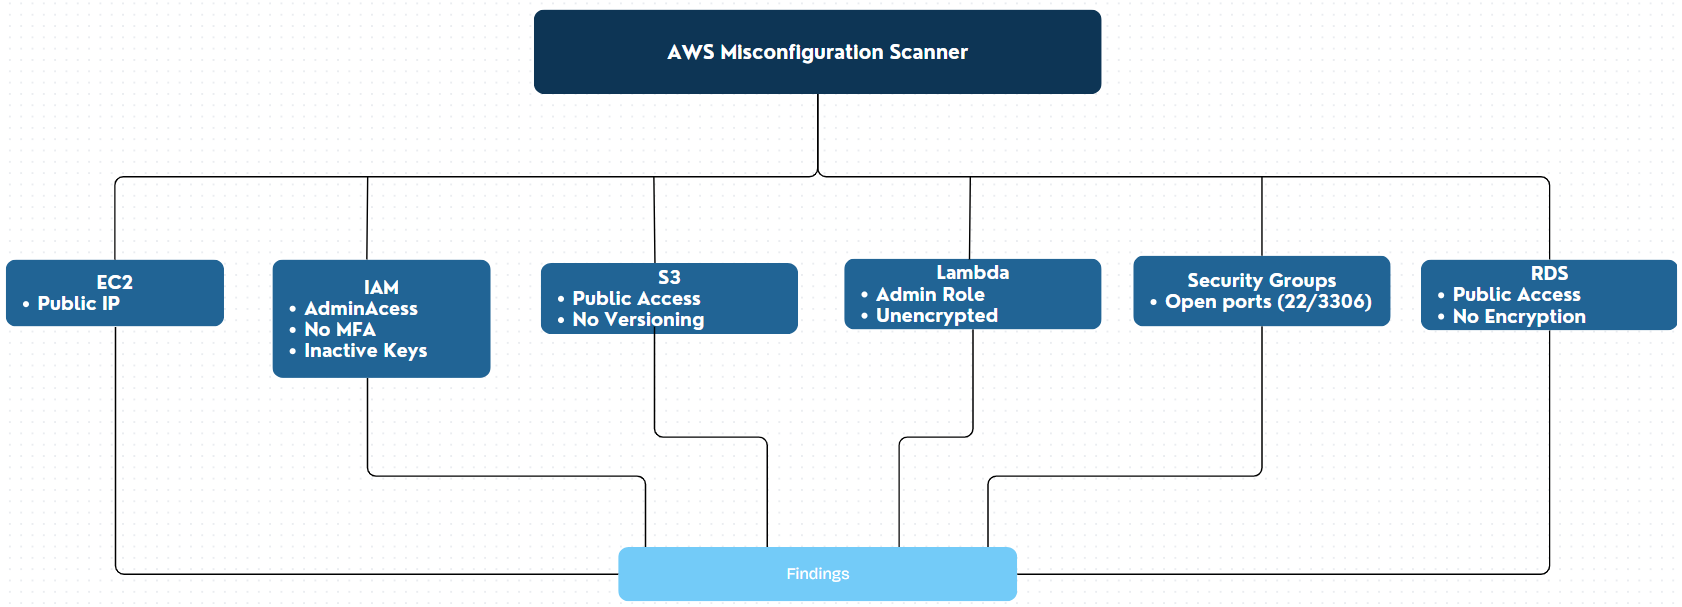 AWS Misconfiguration Scanner
EC2
• Public IP
IAM
• AdminAcess
• No MFA
• Inactive Keys
S3
• Public Access
• No Versioning
Lambda
• Admin Role
• Unencrypted
Security Groups
• Open ports (22/3306)
RDS
• Public Access
• No Encryption
Findings